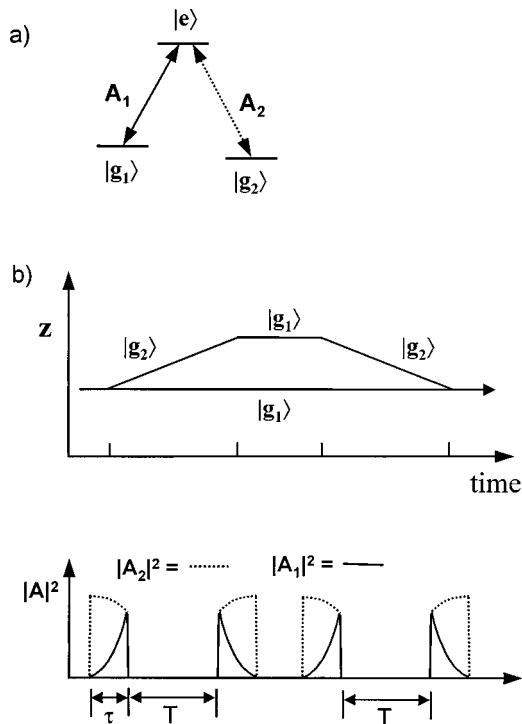 a)
|e⟩
A₁
A₂
|g₁⟩
|g₂⟩
b)
z
|g₂⟩
|g₁⟩
|g₂⟩
|g₁⟩
time
|A|²
|A₂|² =
|A₁|² =
τ
T
T